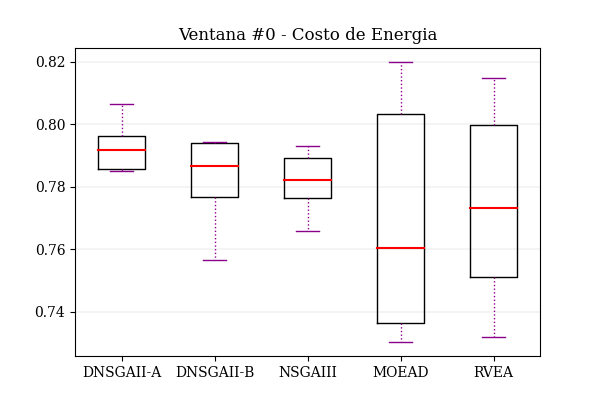 Ventana #0 - Costo de Energia
0.82
0.80
0.78
0.76
0.74
DNSGAII-A DNSGAII-B NSGAIII MOEAD RVEA